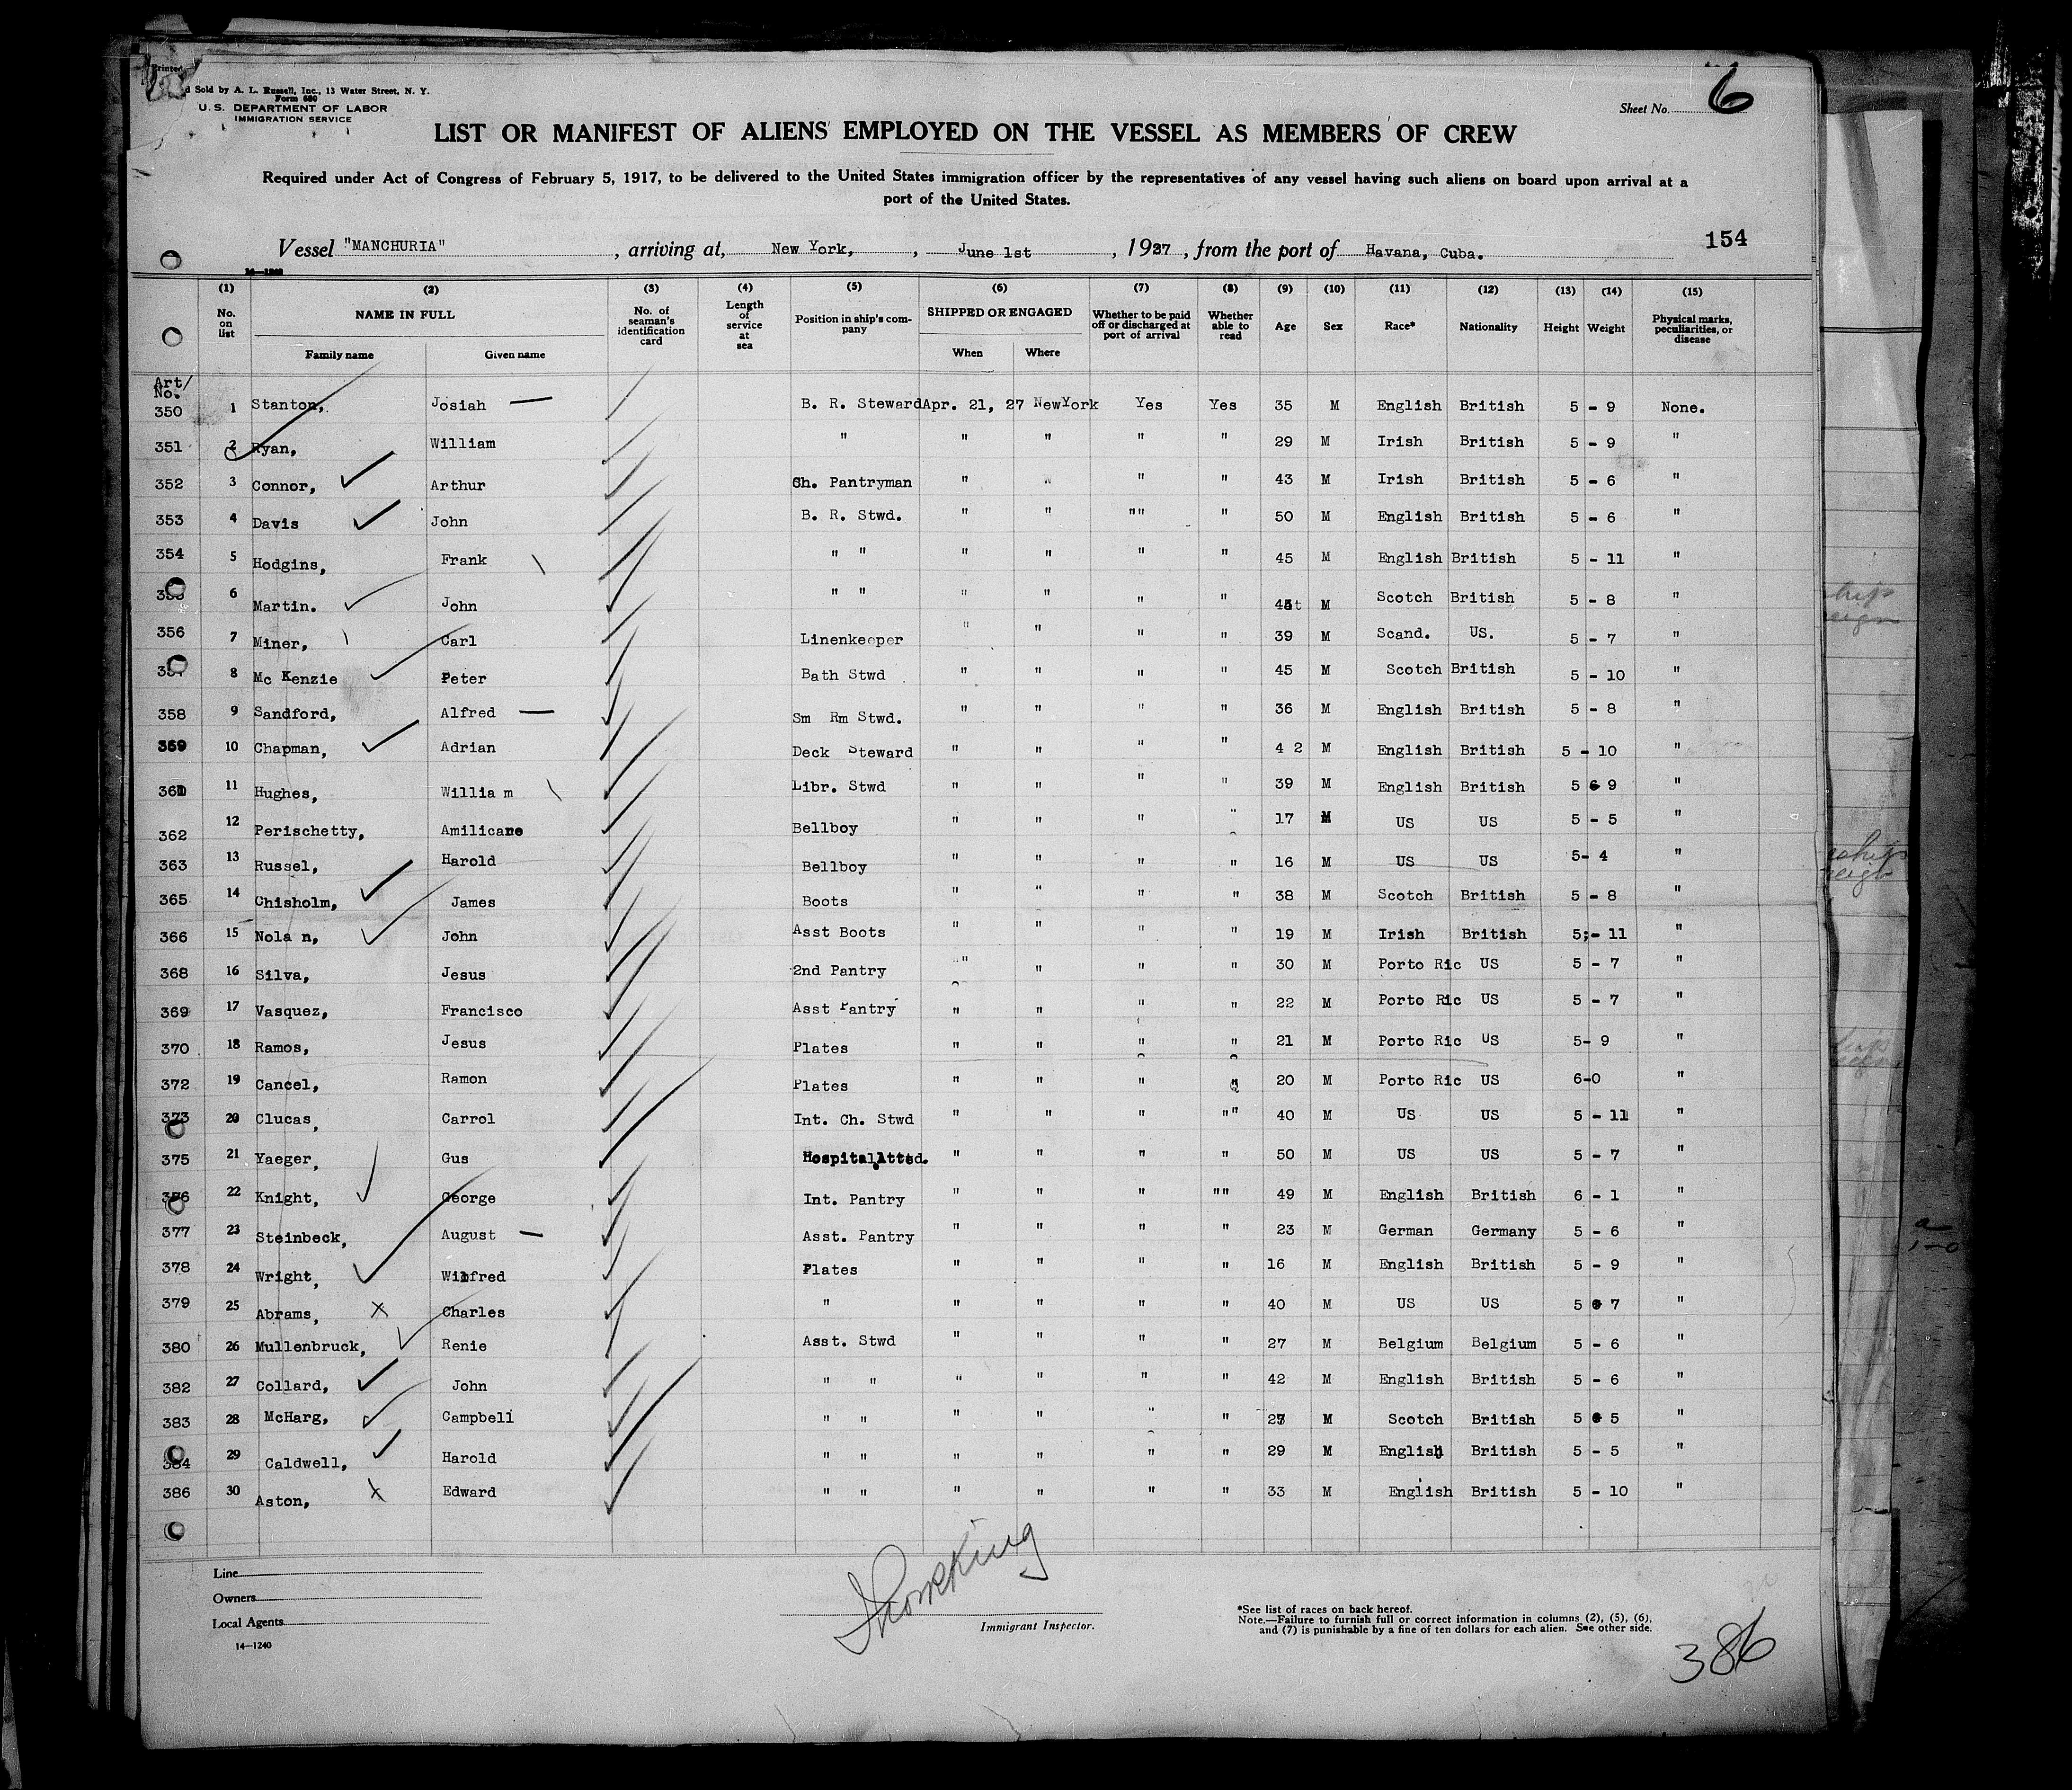 Printed
d Sold by A. L. Russell, Inc., 13 Water Street, N. Y.
Form 680
U. S. DEPARTMENT OF LABOR
IMMIGRATION SERVICE
Sheet No. 6
LIST OR MANIFEST OF ALIENS EMPLOYED ON THE VESSEL AS MEMBERS OF CREW
Required under Act of Congress of February 5, 1917, to be delivered to the United States immigration officer by the representatives of any vessel having such aliens on board upon arrival at a
port of the United States.
154
Vessel "MANCHURIA", arriving at, New York, , June 1st, 1927, from the port of Havana, Cuba.
(1) (2) (3) (4) (5) (6) (7) (8) (9) (10) (11) (12) (13) (14) (15)
No. on list NAME IN FULL Family name Given name No. of seaman's identification card Length of service at sea Position in ship's company SHIPPED OR ENGAGED When Where Whether to be paid off or discharged at port of arrival Whether able to read Age Sex Race* Nationality Height Weight Physical marks, peculiarities, or disease
Art/
No.
350 1 Stanton, Josiah — B. R. Steward Apr. 21, 27 NewYork Yes Yes 35 M English British 5 - 9 None.
351 2 Ryan, William " " " " " 29 M Irish British 5 - 9 "
352 3 Connor, Arthur Ch. Pantryman " " " " 43 M Irish British 5 - 6 "
353 4 Davis John B. R. Stwd. " " "" " 50 M English British 5 - 6 "
354 5 Hodgins, Frank " " " " " " 45 M English British 5 - 11 "
6 Martin. John " " " " " " M Scotch British 5 - 8 "
356 7 Miner, Carl Linenkeeper " " " " 39 M Scand. US. 5 - 7 "
8 Mc Kenzie Peter Bath Stwd " " " " 45 M Scotch British 5 - 10 "
358 9 Sandford, Alfred — Sm Rm Stwd. " " " " 36 M English British 5 - 8 "
359 10 Chapman, Adrian Deck Steward " " " " 4 2 M English British 5 - 10 "
11 Hughes, Willia m Libr. Stwd " " " " 39 M English British 5 - 9 "
362 12 Perischetty, Amilicare Bellboy " " " " 17 M US US 5 - 5 "
363 13 Russel, Harold Bellboy " " " " 16 M US US 5- 4 "
365 14 Chisholm, James Boots " " " " 38 M Scotch British 5 - 8 "
366 15 Nola n, John Asst Boots " " " " 19 M Irish British 5;- 11 "
368 16 Silva, Jesus 2nd Pantry " " " " 30 M Porto Ric US 5 - 7 "
369 17 Vasquez, Francisco Asst Pantry " " " " 22 M Porto Ric US 5 - 7 "
370 18 Ramos, Jesus Plates " " " " 21 M Porto Ric US 5- 9 "
372 19 Cancel, Ramon Plates " " " " 20 M Porto Ric US 6-0 "
373 20 Clucas, Carrol Int. Ch. Stwd " " " "" 40 M US US 5 - 11 "
375 21 Yaeger, Gus Hospital Attd. " " " " 50 M US US 5 - 7 "
376 22 Knight, George Int. Pantry " " " "" 49 M English British 6 - 1 "
377 23 Steinbeck, August — Asst. Pantry " " " " 23 M German Germany 5 - 6 "
378 24 Wright, Wilfred Plates " " " " 16 M English British 5 - 9 "
379 25 Abrams, X Charles " " " " " 40 M US US 5 - 7 "
380 26 Mullenbruck, Renie Asst. Stwd " " " " 27 M Belgium Belgium 5 - 6 "
382 27 Collard, John " " " " " " 42 M English British 5 - 6 "
383 28 McHarg, Campbell " " " " " " M Scotch British 5 - 5 "
384 29 Caldwell, Harold " " " " " " 29 M English British 5 - 5 "
386 30 Aston, X Edward " " " " " " 33 M English British 5 - 10 "
Line
Owners
Local Agents
14—1240
Immigrant Inspector.
*See list of races on back hereof.
Note.—Failure to furnish full or correct information in columns (2), (5), (6),
and (7) is punishable by a fine of ten dollars for each alien. See other side.
386